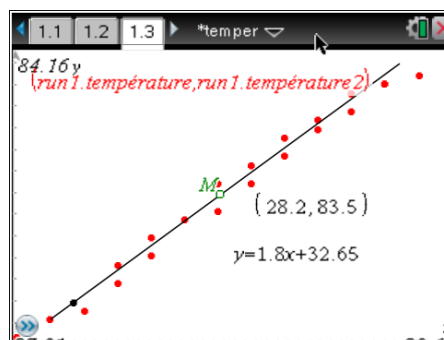 1.1 1.2 1.3 *temper
84.16 y
(run1.température,run1.température2)
M
(28.2, 83.5)
y=1.8x+32.65